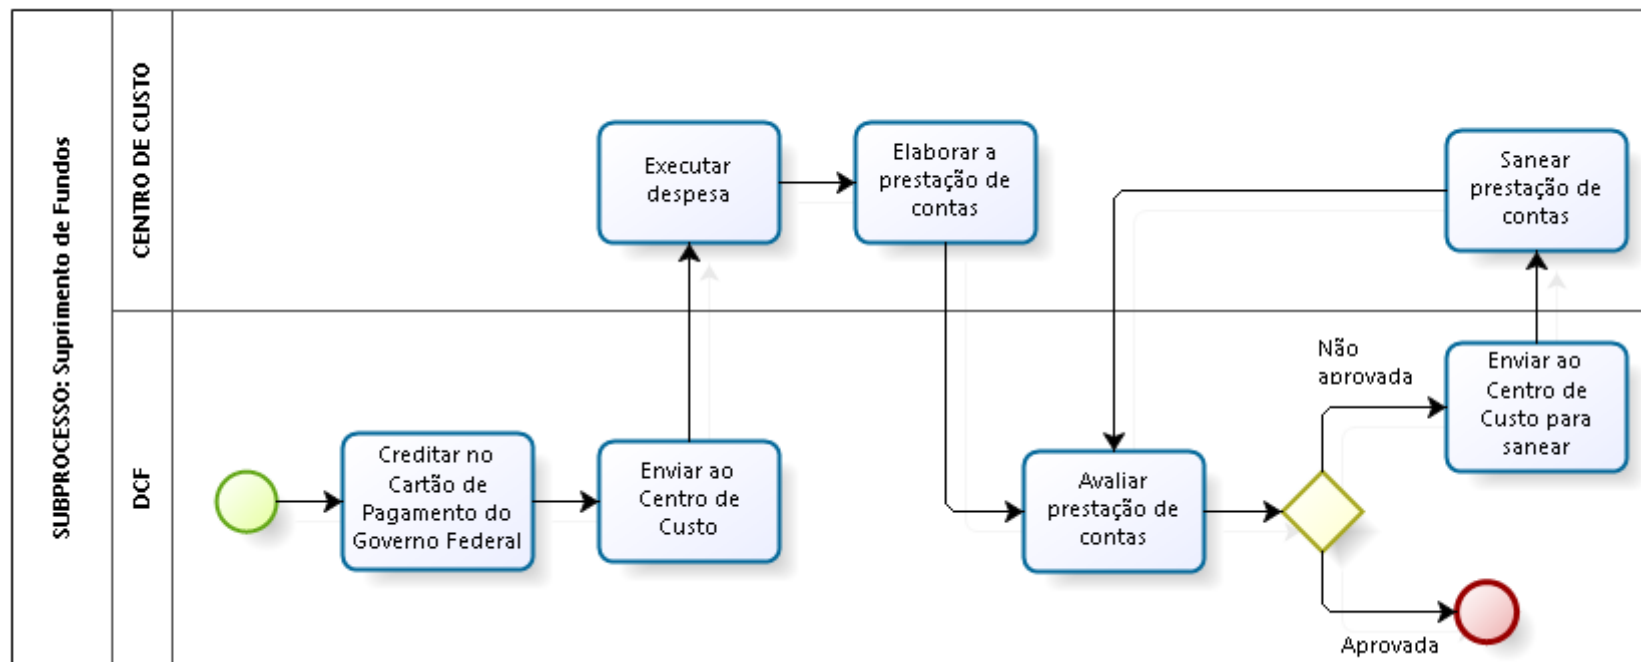 SUBPROCESSO: Suprimento de Fundos
CENTRO DE CUSTO
Executar
despesa
Elaborar a
prestação de
contas
Sanear
prestação de
contas
DCF
Creditar no
Cartão de
Pagamento do
Governo Federal
Enviar ao
Centro de
Custo
Avaliar
prestação de
contas
Não
aprovada
Enviar ao
Centro de
Custo para
sanear
Aprovada